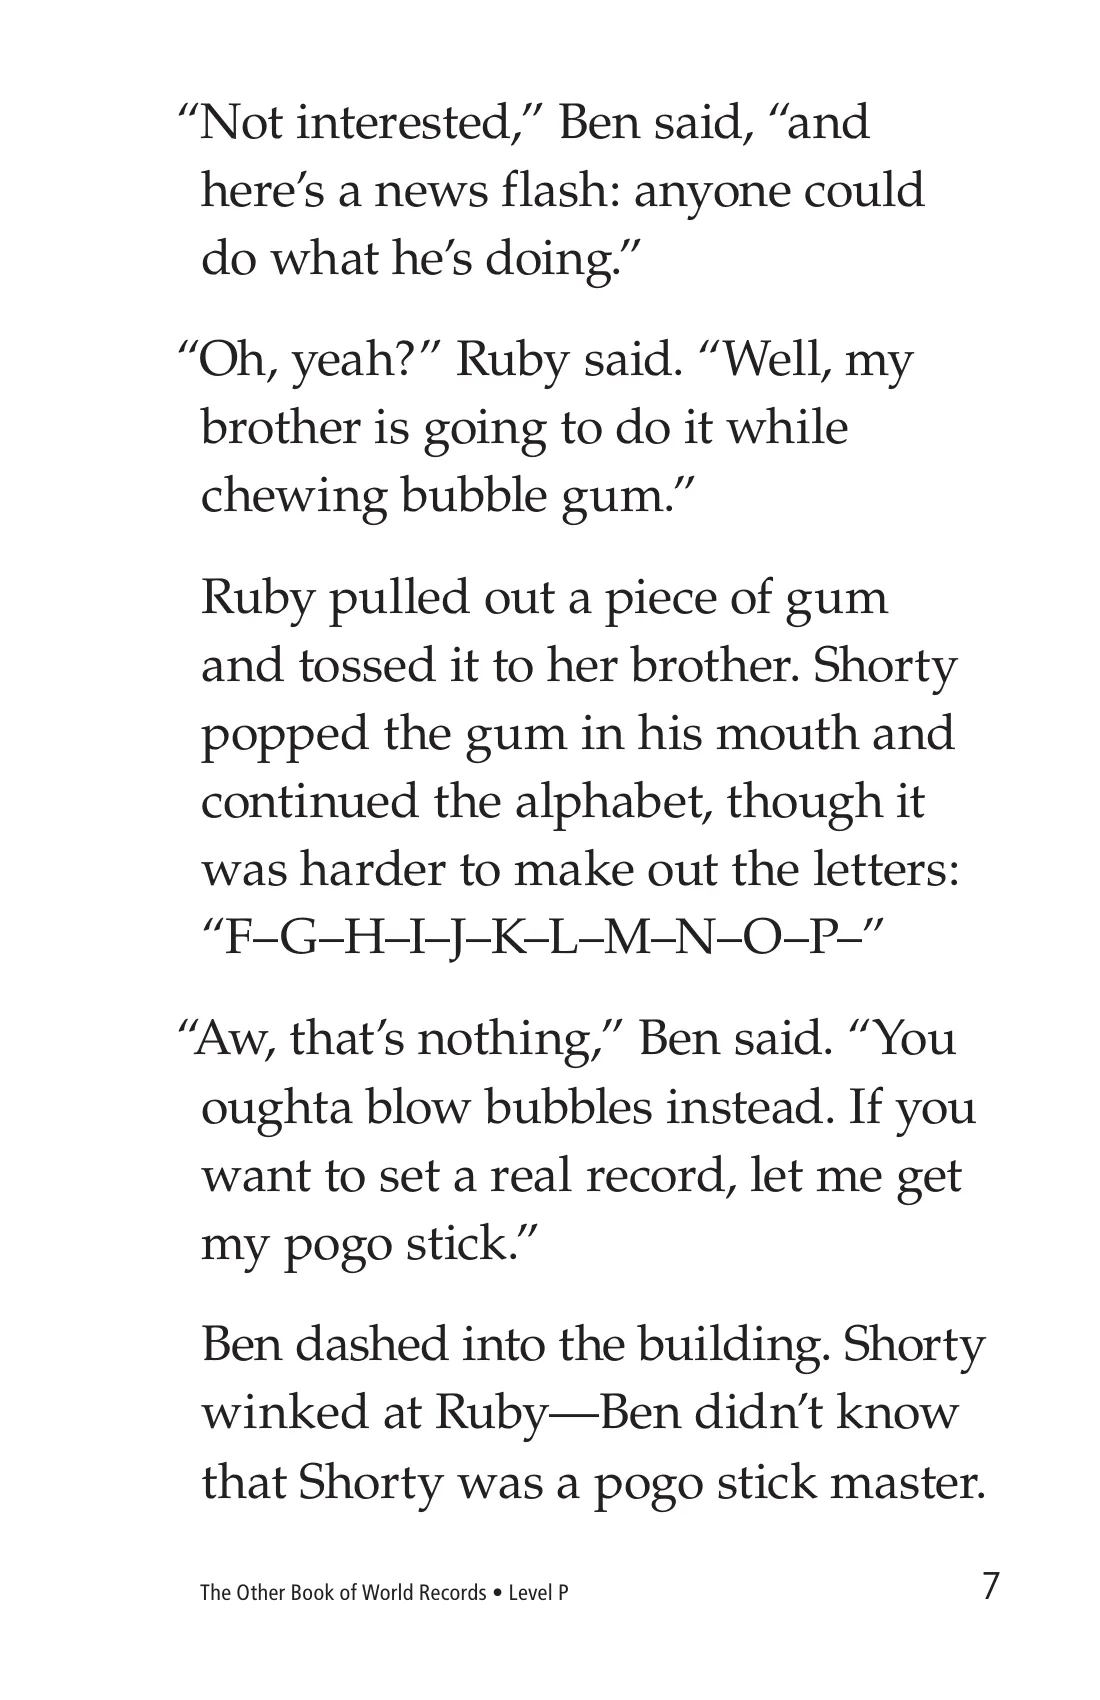 “Not interested,” Ben said, “and
here’s a news flash: anyone could
do what he’s doing.”
“Oh, yeah?” Ruby said. “Well, my
brother is going to do it while
chewing bubble gum.”
Ruby pulled out a piece of gum
and tossed it to her brother. Shorty
popped the gum in his mouth and
continued the alphabet, though it
was harder to make out the letters:
“F–G–H–I–J–K–L–M–N–O–P–”
“Aw, that’s nothing,” Ben said. “You
oughta blow bubbles instead. If you
want to set a real record, let me get
my pogo stick.”
Ben dashed into the building. Shorty
winked at Ruby—Ben didn’t know
that Shorty was a pogo stick master.
The Other Book of World Records • Level P
7